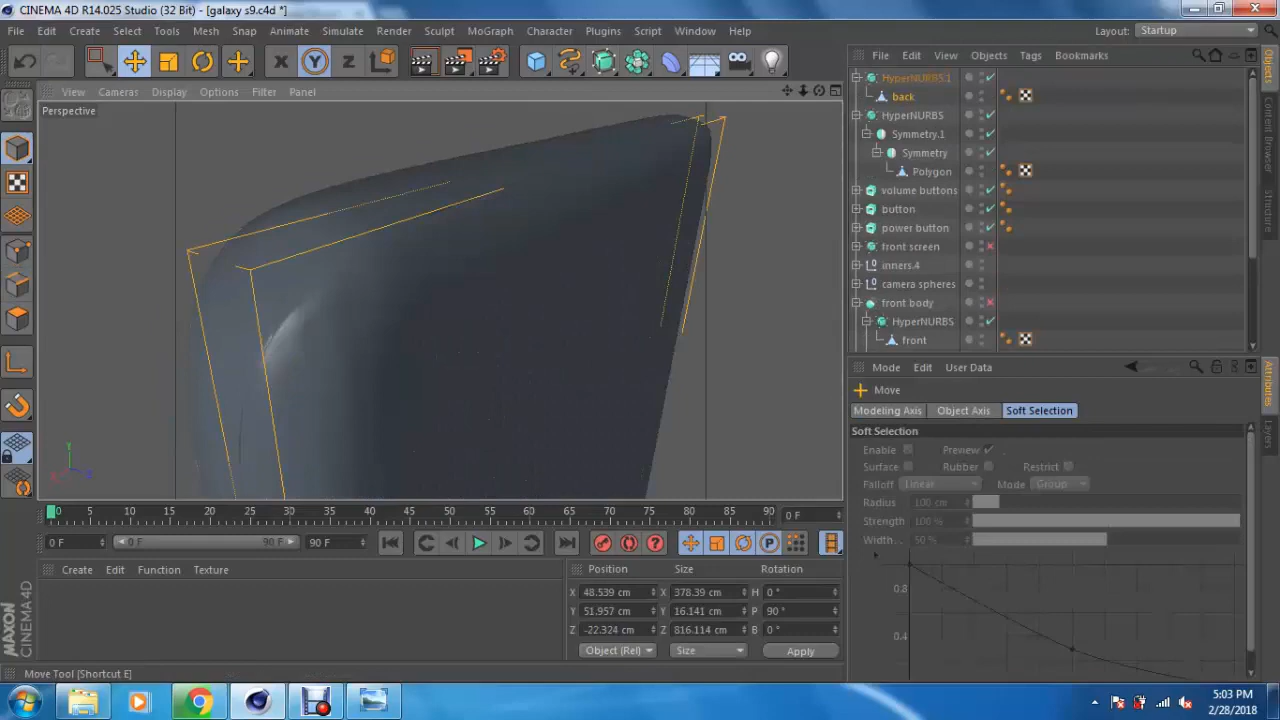 CINEMA 4D R14.025 Studio (32 Bit) - [galaxy s9.c4d *]
File Edit Create Select Tools Mesh Snap Animate Simulate Render Sculpt MoGraph Character Plugins Script Window Help Layout: Startup
X Y Z
File Edit View Objects Tags Bookmarks
View Cameras Display Options Filter Panel
Perspective
HyperNURBS.1
back
HyperNURBS
Symmetry.1
Symmetry
Polygon
volume buttons
button
power button
front screen
inners.4
camera spheres
front body
HyperNURBS
front
Objects
Content Browser
Structure
Mode Edit User Data
Move
Modeling Axis Object Axis Soft Selection
Soft Selection
Enable Preview
Surface Rubber Restrict
Falloff Linear Mode Group
Radius 100 cm
Strength 100 %
Width. . 50 %
0.8
0.4
Attributes
Layers
Y
0 5 10 15 20 25 30 35 40 45 50 55 60 65 70 75 80 85 90 0 F
0 F 0 F 90 F 90 F
Create Edit Function Texture
Position Size Rotation
X 48.539 cm X 378.39 cm H 0 °
Y 51.957 cm Y 16.141 cm P 90 °
Z -22.324 cm Z 816.114 cm B 0 °
Object (Rel) Size Apply
MAXON
CINEMA 4D
Move Tool [Shortcut E]
5:03 PM
2/28/2018